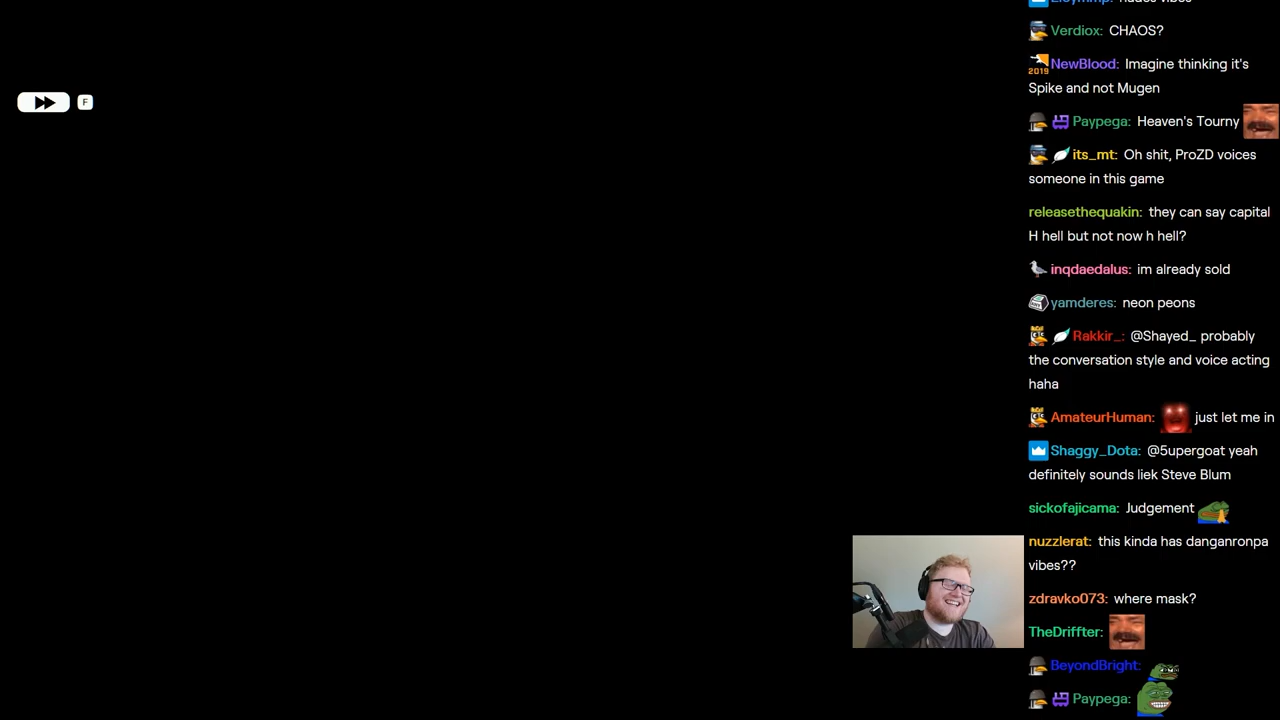 Verdiox: CHAOS?
NewBlood: Imagine thinking it's
Spike and not Mugen
Paypega: Heaven's Tourny
its_mt: Oh shit, ProZD voices
someone in this game
releasethequakin: they can say capital
H hell but not now h hell?
inqdaedalus: im already sold
yamderes: neon peons
Rakkir_: @Shayed_ probably
the conversation style and voice acting
haha
AmateurHuman: just let me in
Shaggy_Dota: @5upergoat yeah
definitely sounds liek Steve Blum
sickofajicama: Judgement
nuzzlerat: this kinda has danganronpa
vibes??
zdravko073: where mask?
TheDriffter:
BeyondBright:
Paypega:
F
2019